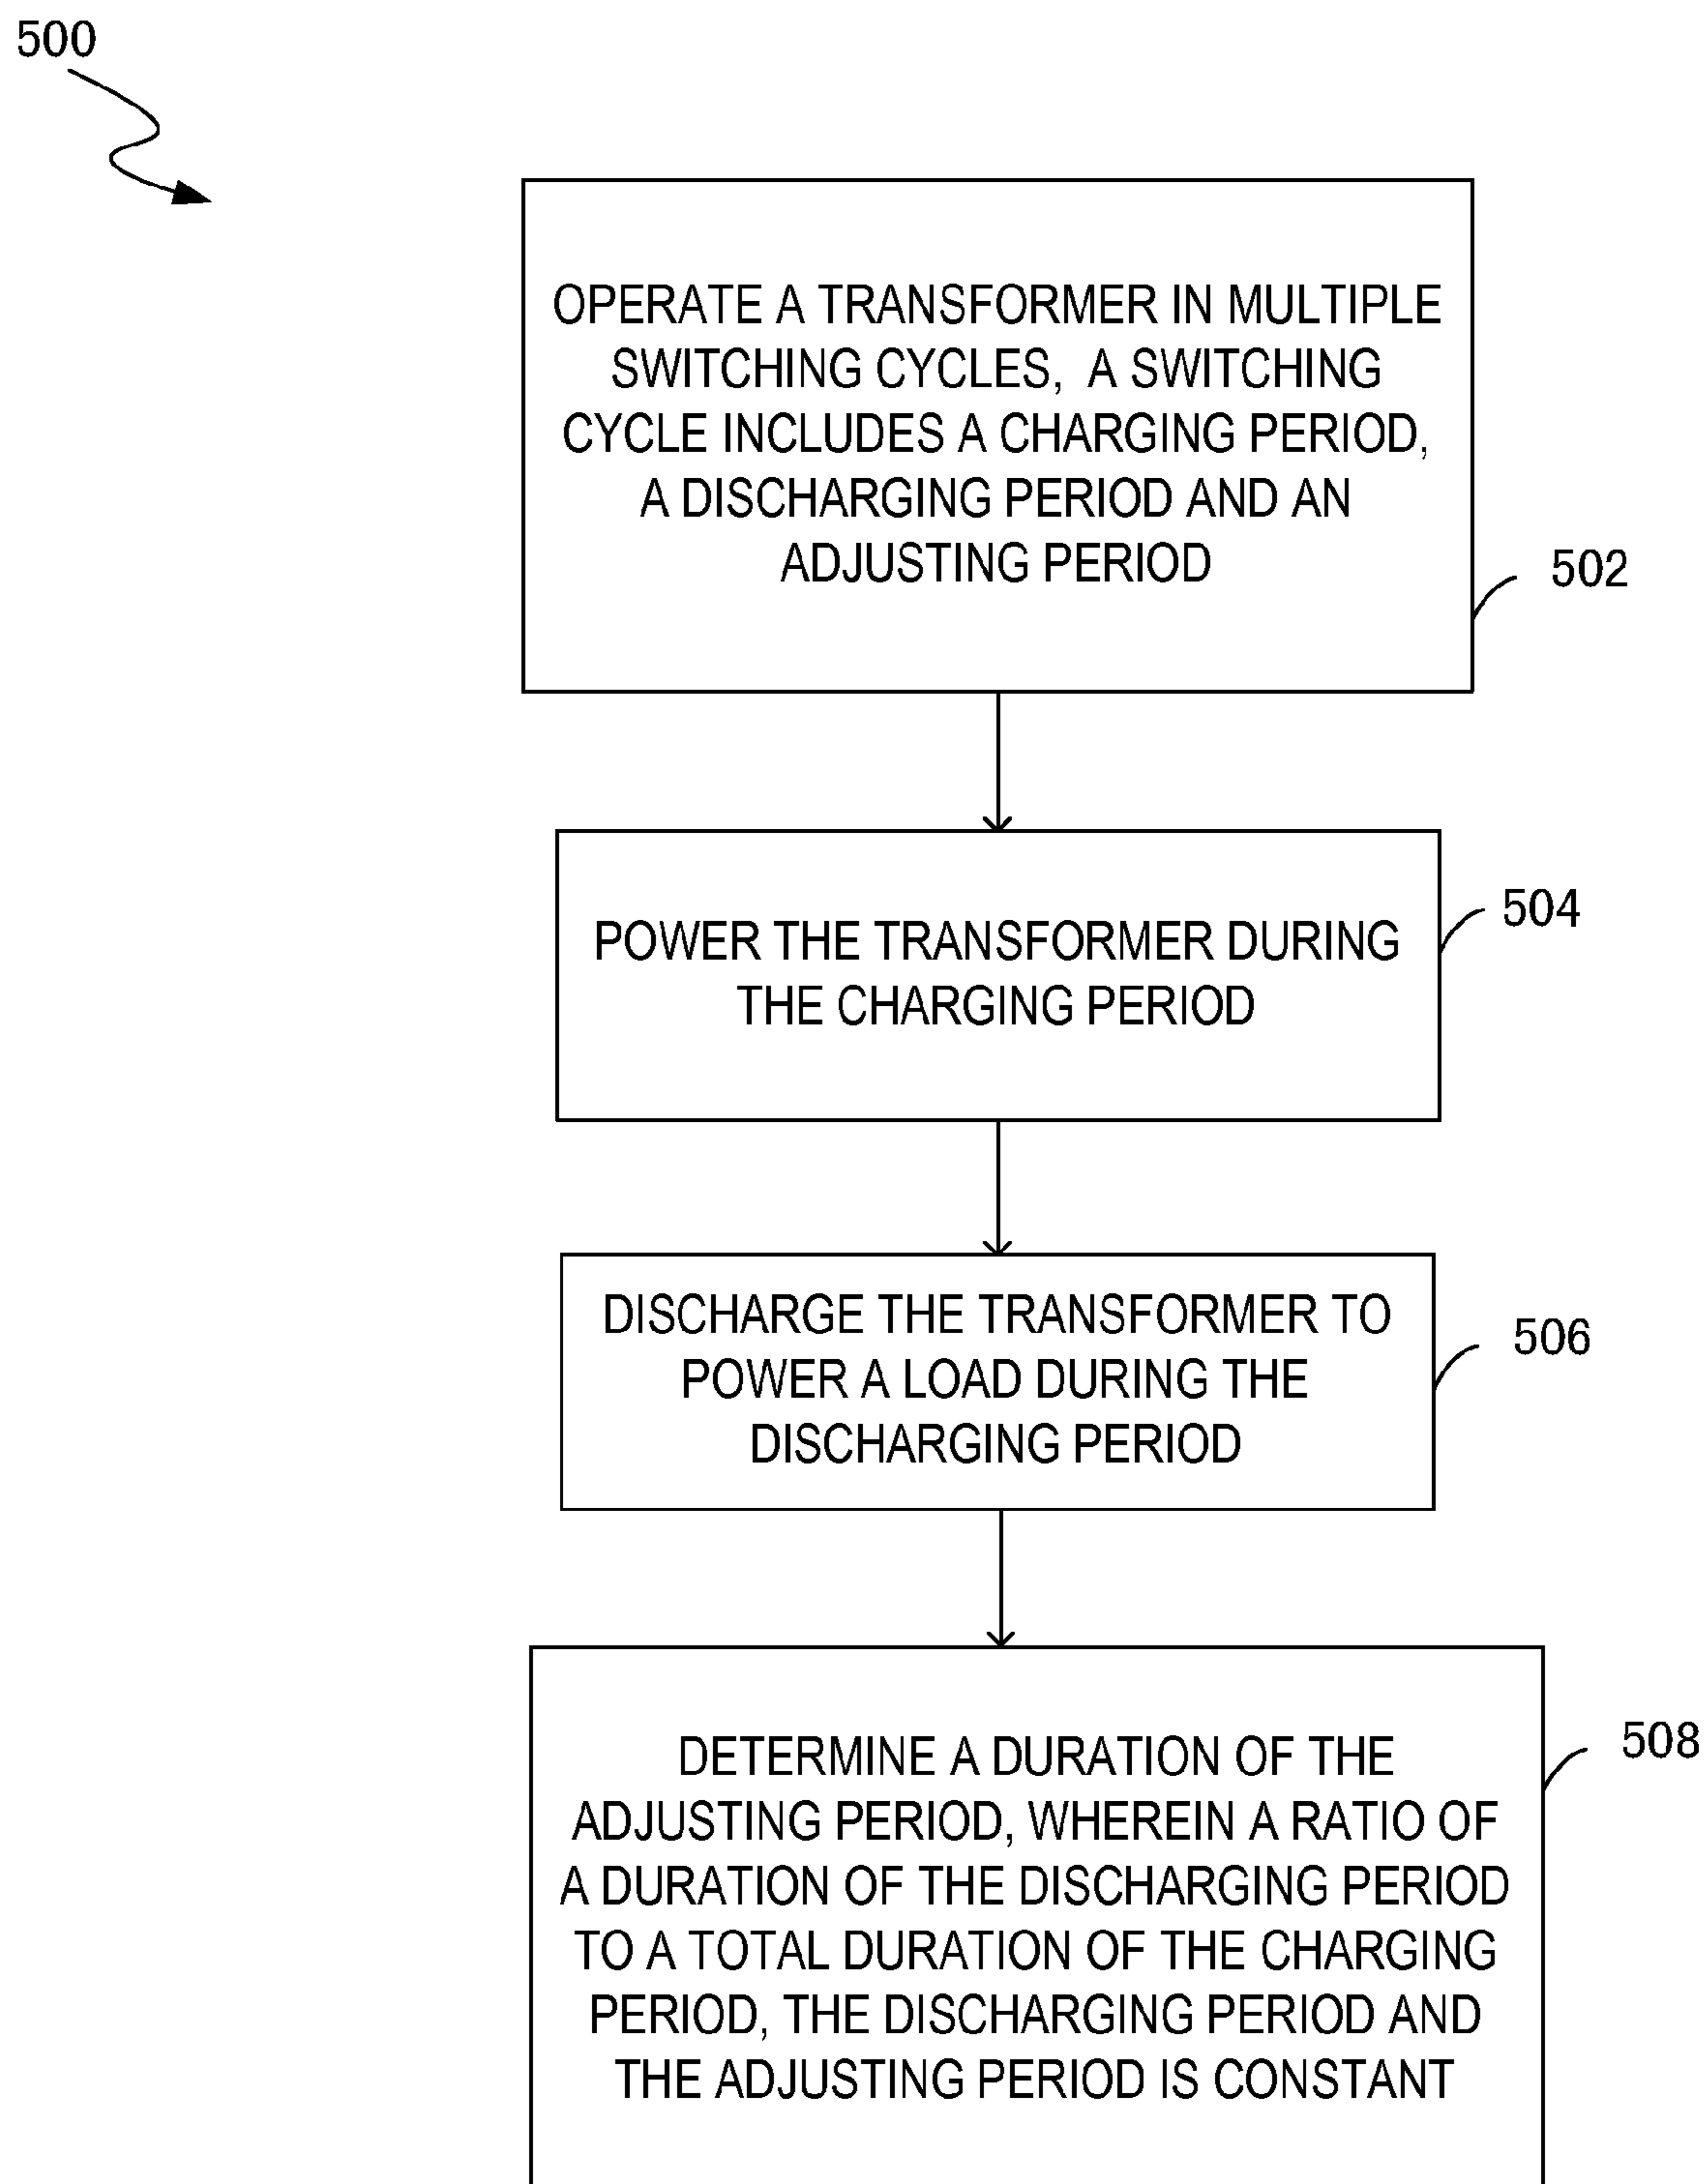 500
OPERATE A TRANSFORMER IN MULTIPLE
SWITCHING CYCLES, A SWITCHING
CYCLE INCLUDES A CHARGING PERIOD,
A DISCHARGING PERIOD AND AN
ADJUSTING PERIOD
502
POWER THE TRANSFORMER DURING
THE CHARGING PERIOD
504
DISCHARGE THE TRANSFORMER TO
POWER A LOAD DURING THE
DISCHARGING PERIOD
506
DETERMINE A DURATION OF THE
ADJUSTING PERIOD, WHEREIN A RATIO OF
A DURATION OF THE DISCHARGING PERIOD
TO A TOTAL DURATION OF THE CHARGING
PERIOD, THE DISCHARGING PERIOD AND
THE ADJUSTING PERIOD IS CONSTANT
508